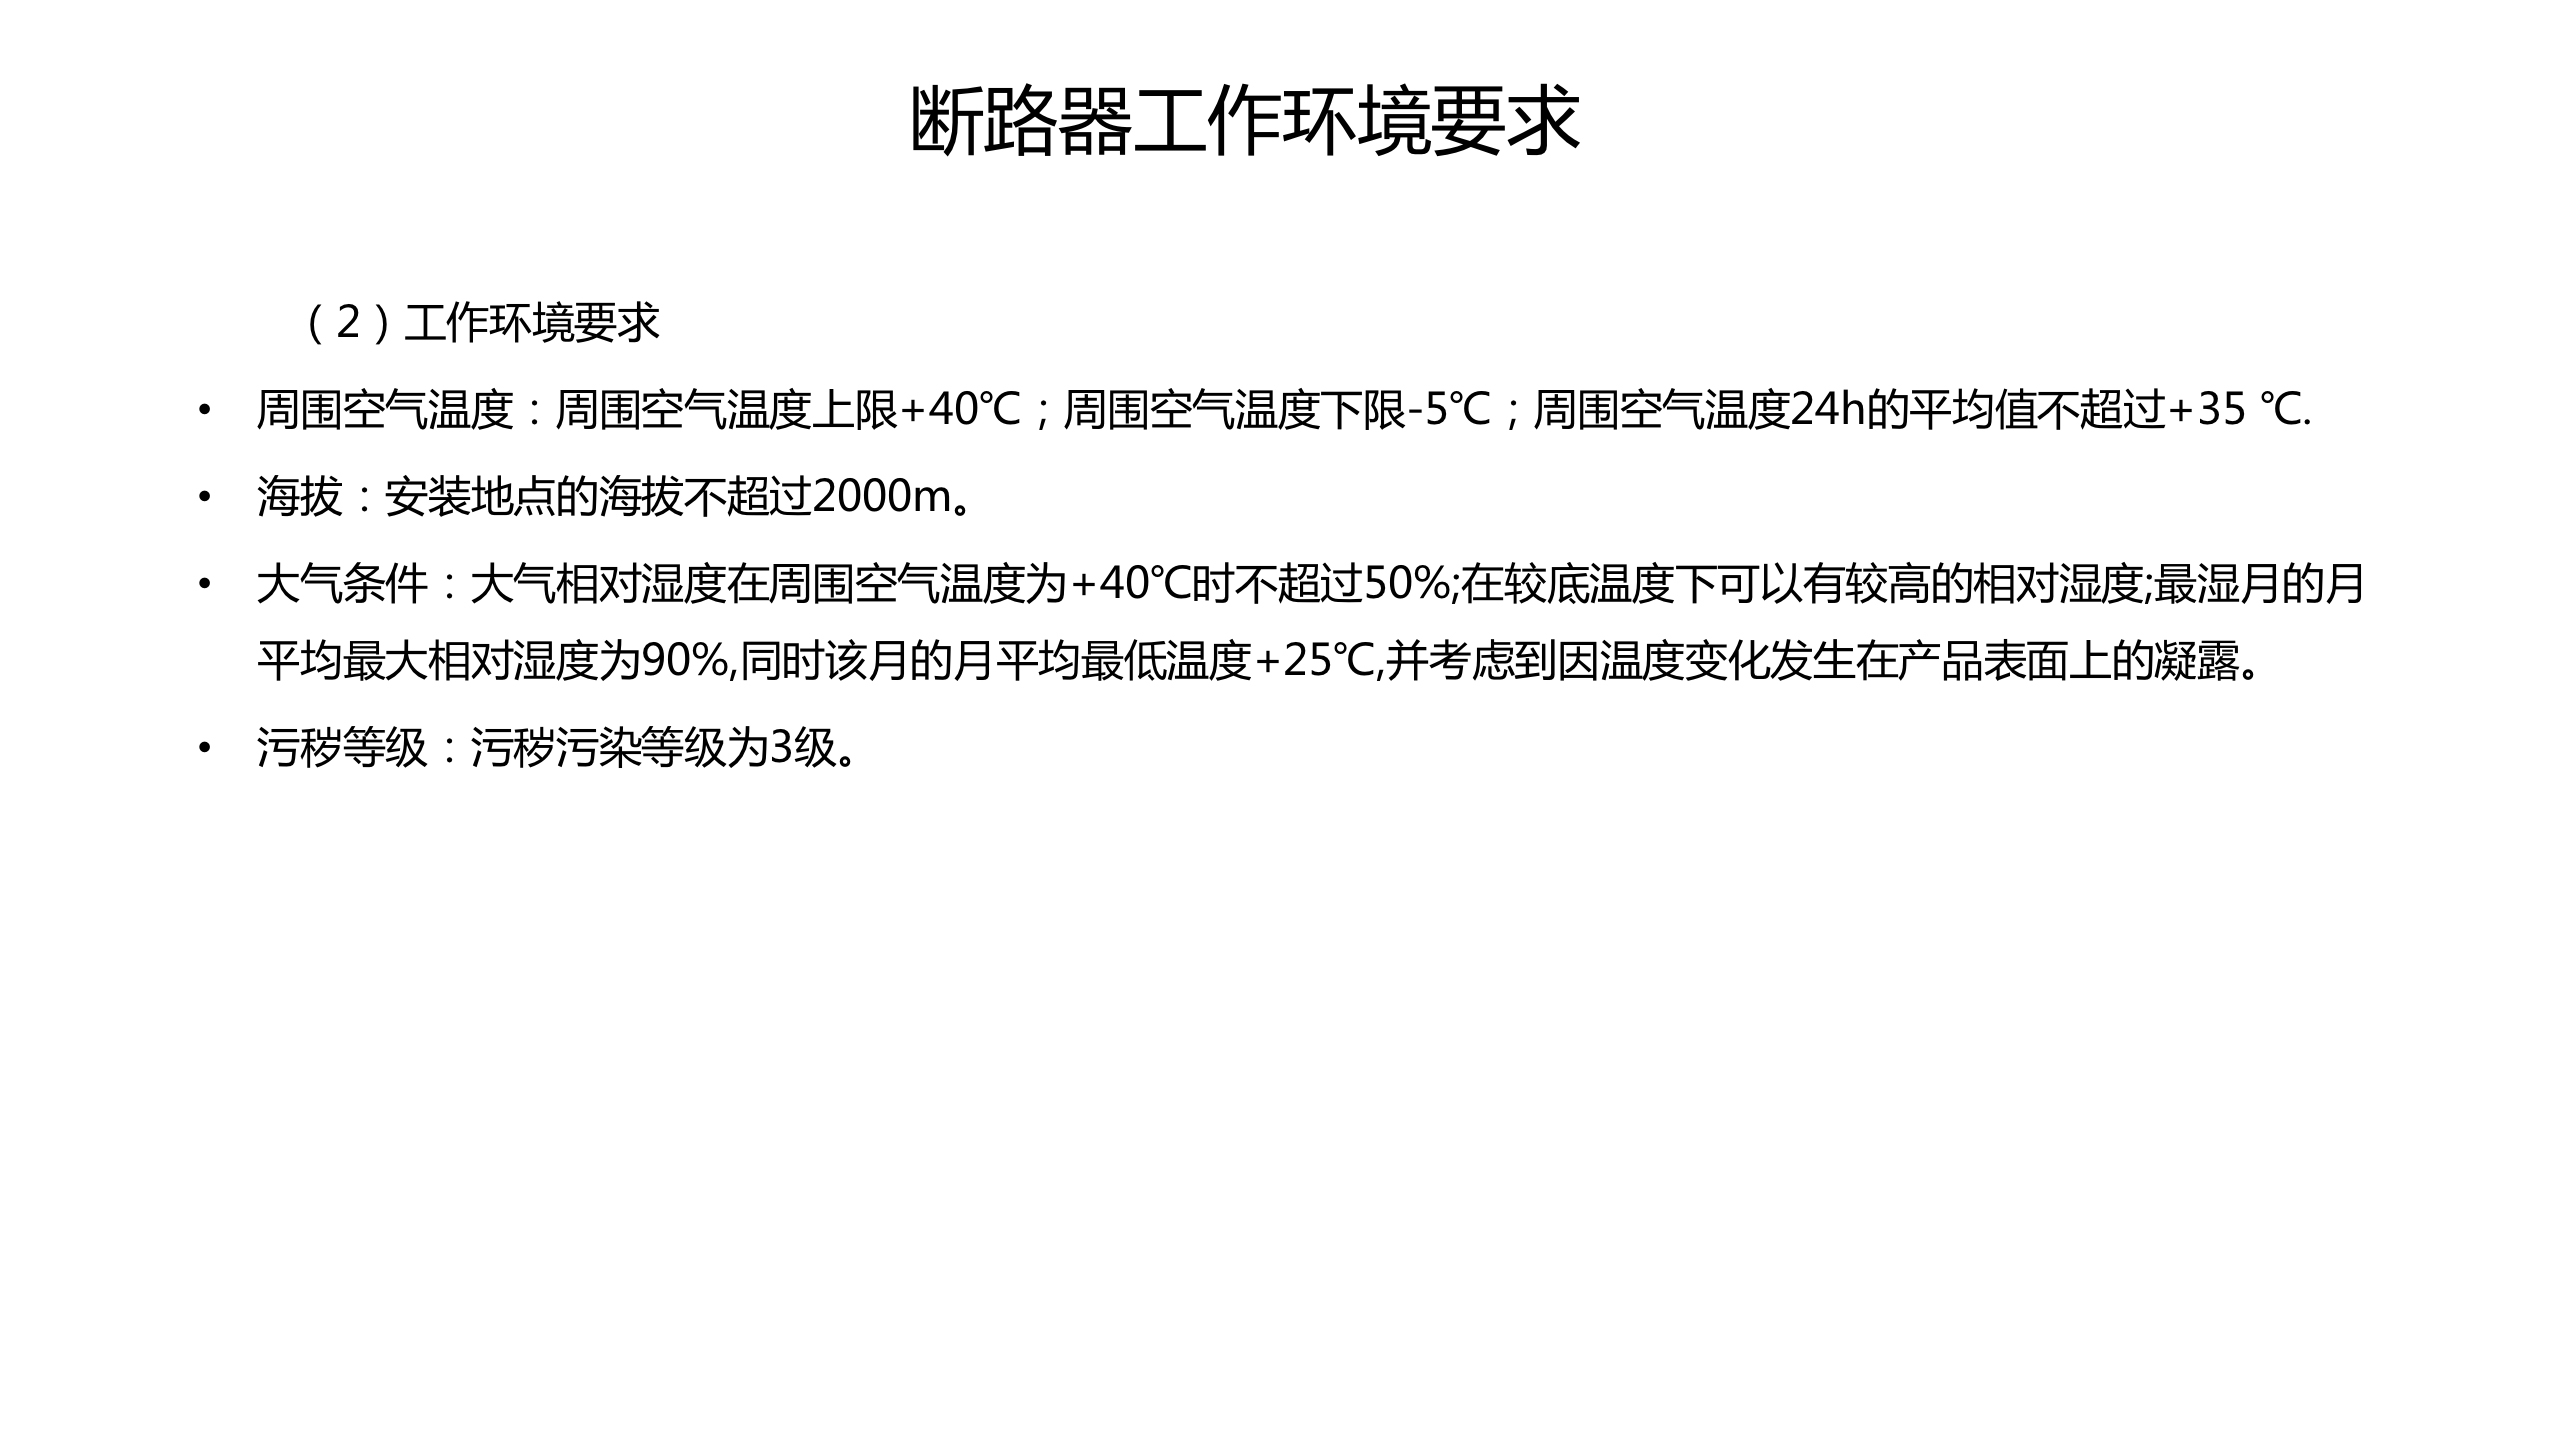 断路器工作环境要求
（2）工作环境要求
• 周围空气温度：周围空气温度上限+40℃；周围空气温度下限-5℃；周围空气温度24h的平均值不超过+35 ℃.
• 海拔：安装地点的海拔不超过2000m。
• 大气条件：大气相对湿度在周围空气温度为+40℃时不超过50%;在较底温度下可以有较高的相对湿度;最湿月的月
平均最大相对湿度为90%,同时该月的月平均最低温度+25℃,并考虑到因温度变化发生在产品表面上的凝露。
• 污秽等级：污秽污染等级为3级。